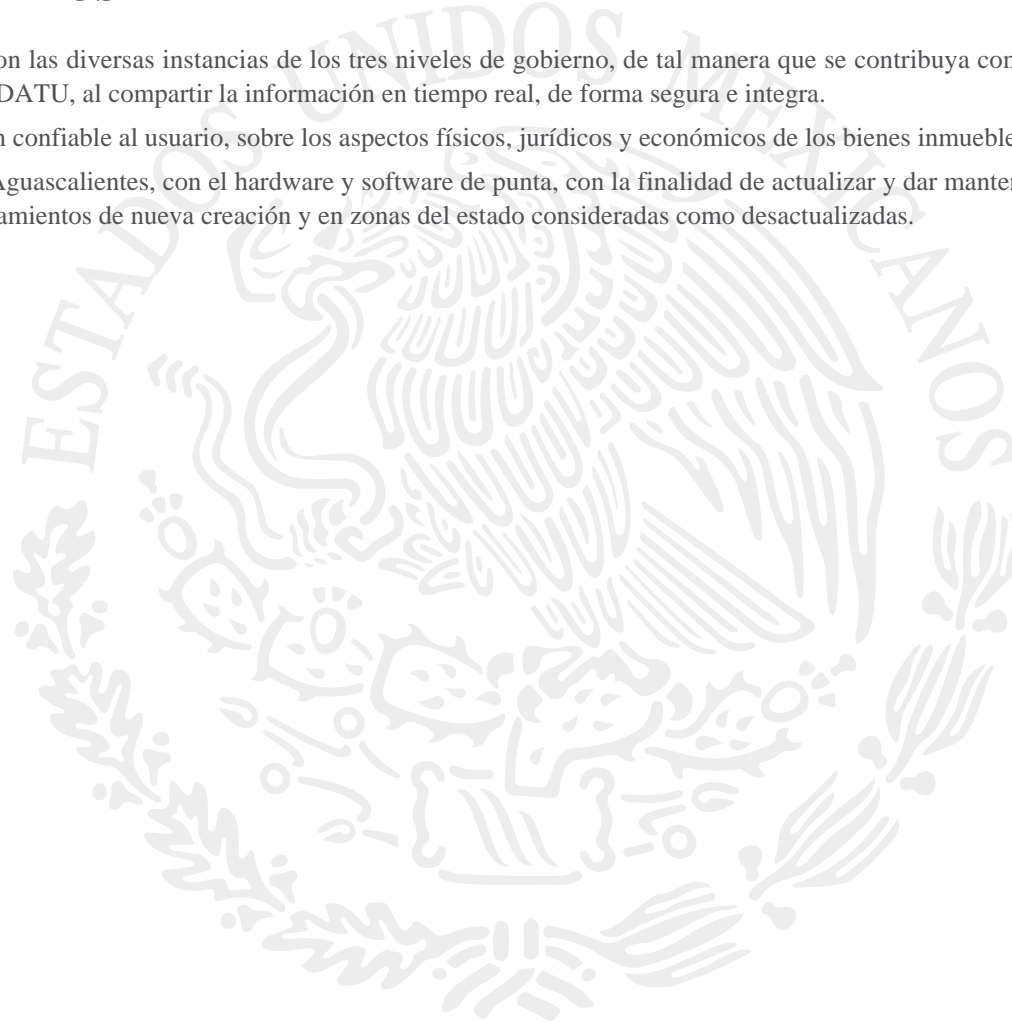 on las diversas instancias de los tres niveles de gobierno, de tal manera que se contribuya con
DATU, al compartir la información en tiempo real, de forma segura e integra.
confiable al usuario, sobre los aspectos físicos, jurídicos y económicos de los bienes inmueble
Aguascalientes, con el hardware y software de punta, con la finalidad de actualizar y dar manten
amientos de nueva creación y en zonas del estado consideradas como desactualizadas.
ESTADOS UNIDOS MEXICANOS